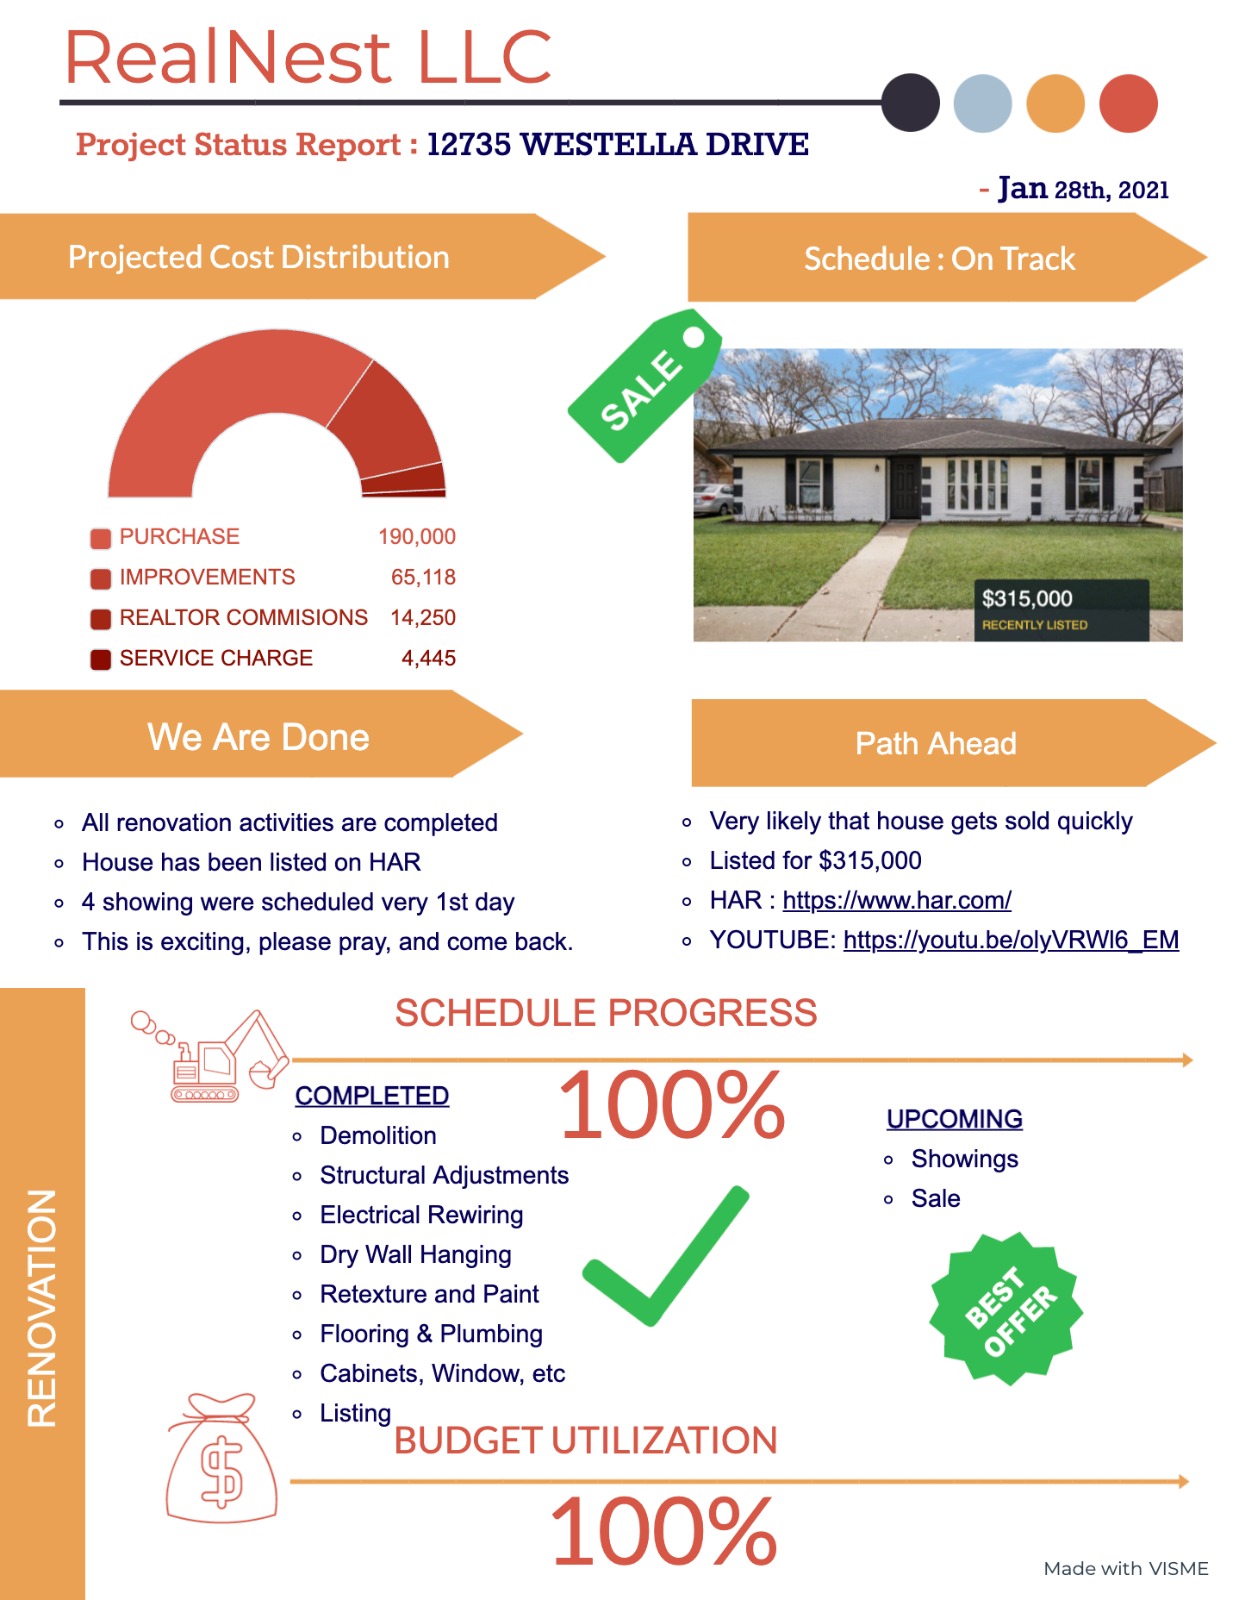 RealNest LLC
Project Status Report : 12735 WESTELLA DRIVE
- Jan 28th, 2021
Projected Cost Distribution
Schedule : On Track
SALE
PURCHASE 190,000
IMPROVEMENTS 65,118
REALTOR COMMISIONS 14,250
SERVICE CHARGE 4,445
$315,000
RECENTLY LISTED
We Are Done
All renovation activities are completed
House has been listed on HAR
4 showing were scheduled very 1st day
This is exciting, please pray, and come back.
Path Ahead
Very likely that house gets sold quickly
Listed for $315,000
HAR : https://www.har.com/
YOUTUBE: https://youtu.be/olyVRWl6_EM
RENOVATION
SCHEDULE PROGRESS
100%
COMPLETED
Demolition
Structural Adjustments
Electrical Rewiring
Dry Wall Hanging
Retexture and Paint
Flooring & Plumbing
Cabinets, Window, etc
Listing
UPCOMING
Showings
Sale
BEST
OFFER
BUDGET UTILIZATION
100%
Made with VISME